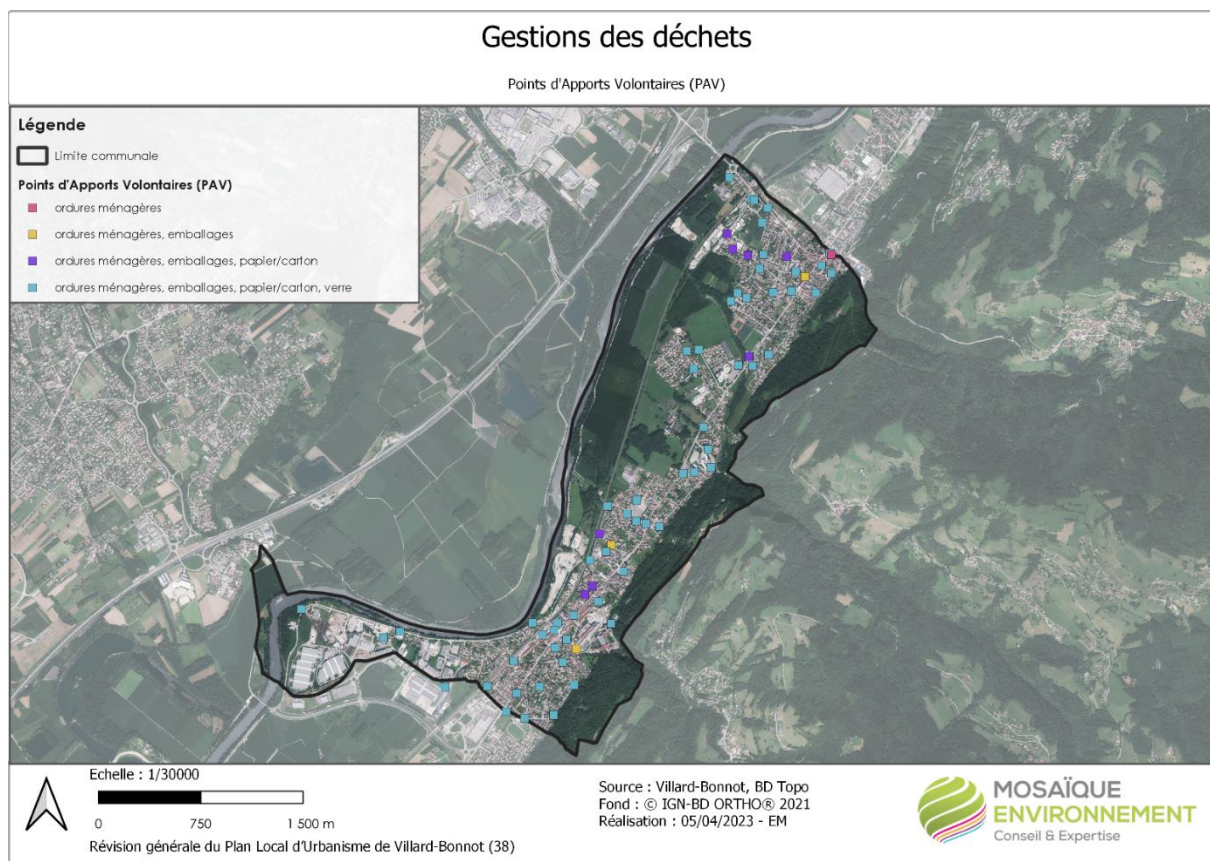 Gestions des déchets
Points d'Apports Volontaires (PAV)
Légende
Limite communale
Points d'Apports Volontaires (PAV)
ordures ménagères
ordures ménagères, emballages
ordures ménagères, emballages, papier/carton
ordures ménagères, emballages, papier/carton, verre
Echelle : 1/30000
0 750 1 500 m
Révision générale du Plan Local d'Urbanisme de Villard-Bonnot (38)
Source : Villard-Bonnot, BD Topo
Fond : © IGN-BD ORTHO® 2021
Réalisation : 05/04/2023 - EM
MOSAÏQUE
ENVIRONNEMENT
Conseil & Expertise